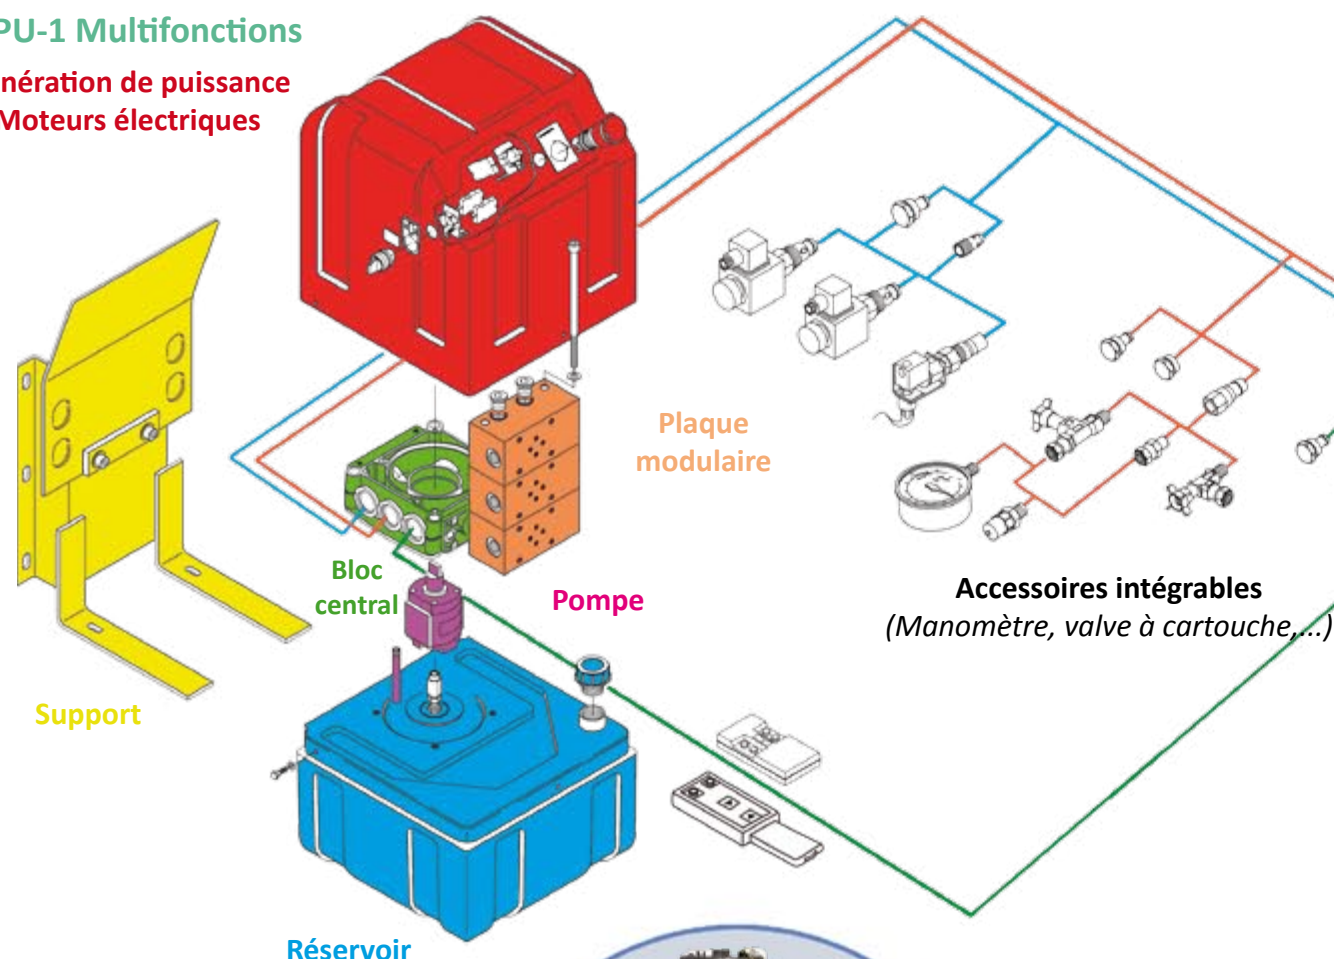 PU-1 Multifonctions
nération de puissance
Moteurs électriques
Plaque
modulaire
Bloc
central
Pompe
Accessoires intégrables
(Manomètre, valve à cartouche,...)
Support
Réservoir